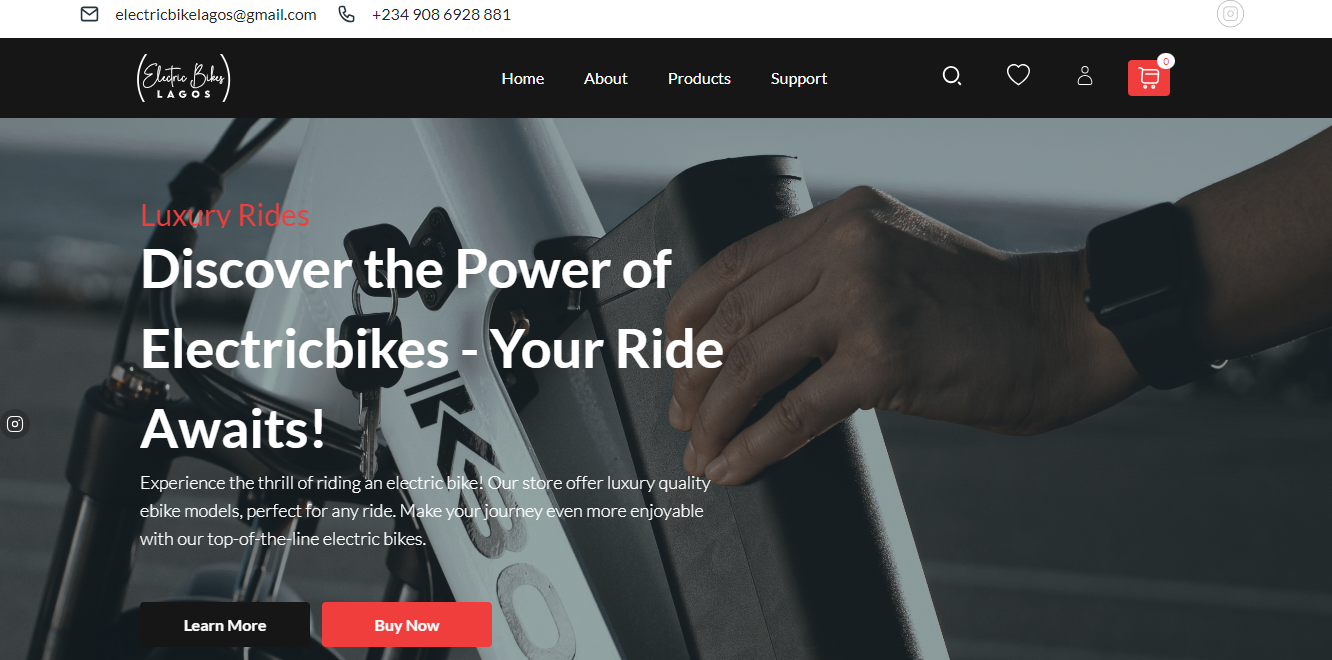 electricbikelagos@gmail.com +234 908 6928 881
Electric Bikes
LAGOS
Home About Products Support
0
Luxury Rides
Discover the Power of
Electricbikes - Your Ride
Awaits!
Experience the thrill of riding an electric bike! Our store offer luxury quality
ebike models, perfect for any ride. Make your journey even more enjoyable
with our top-of-the-line electric bikes.
Learn More Buy Now